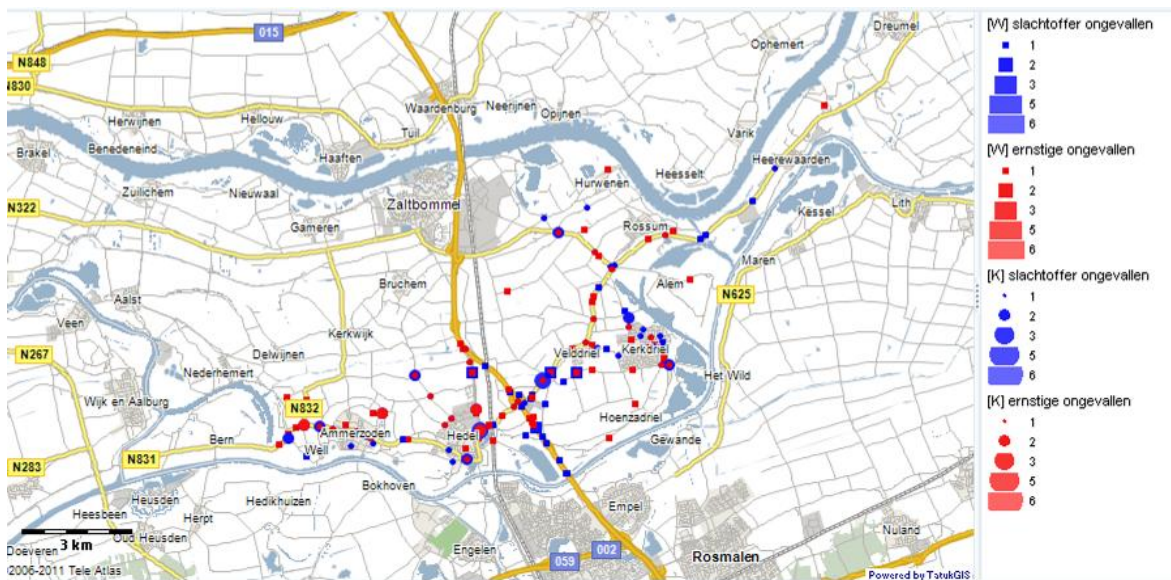 015
Ophemert
Dreumel
N848
N830
Waardenburg
Neerijnen
Opijnen
Herwijnen
Hellouw
Tuil
Varik
Brakel
Benedeneind
Haaften
Heerewaarden
Zuilichem
Nieuwaal
Hurwenen
Heesselt
Zaltbommel
Kessel
Lith
N322
Gameren
Rossum
Maren
Bruchem
Alem
N625
Aalst
Veen
Kerkwijk
N267
Delwijnen
Velddriel
Kerkdriel
Nederhemert
Het Wild
Wijk en Aalburg
N832
Hoenzadriel
Bern
Ammerzoden
Hedel
Well
Gewande
N283
N831
Bokhoven
Heusden
Hedikhuizen
Empel
Heesbeen
Herpt
Nuland
3 km
Doeveren
Oud Heusden
Engelen
002
Rosmalen
059
2006-2011 Tele Atlas
Powered by TatukGIS
[W] slachtoffer ongevallen
1
2
3
5
6
[W] ernstige ongevallen
1
2
3
5
6
[K] slachtoffer ongevallen
1
2
3
5
6
[K] ernstige ongevallen
1
2
3
5
6